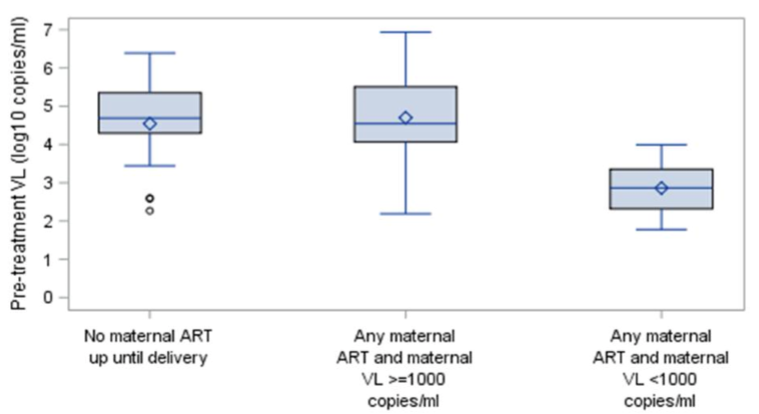 Pre-treatment VL (log10 copies/ml)
7
6
5
4
3
2
1
0
No maternal ART
up until delivery
Any maternal
ART and maternal
VL >=1000
copies/ml
Any maternal
ART and maternal
VL <1000
copies/ml